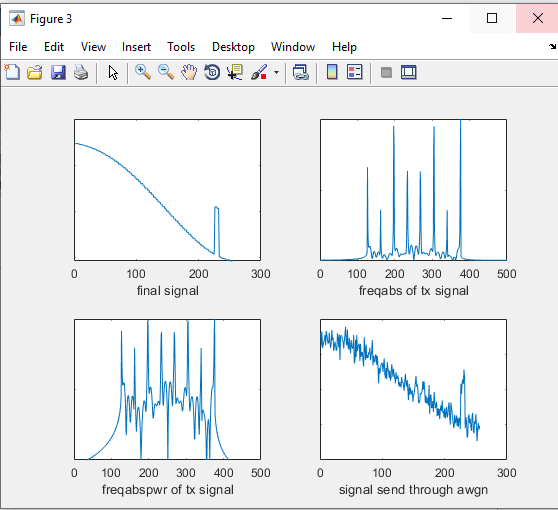 Figure 3
File Edit View Insert Tools Desktop Window Help
0 100 200 300
final signal
0 100 200 300 400 500
freqabs of tx signal
0 100 200 300 400 500
freqabspwr of tx signal
0 100 200 300
signal send through awgn